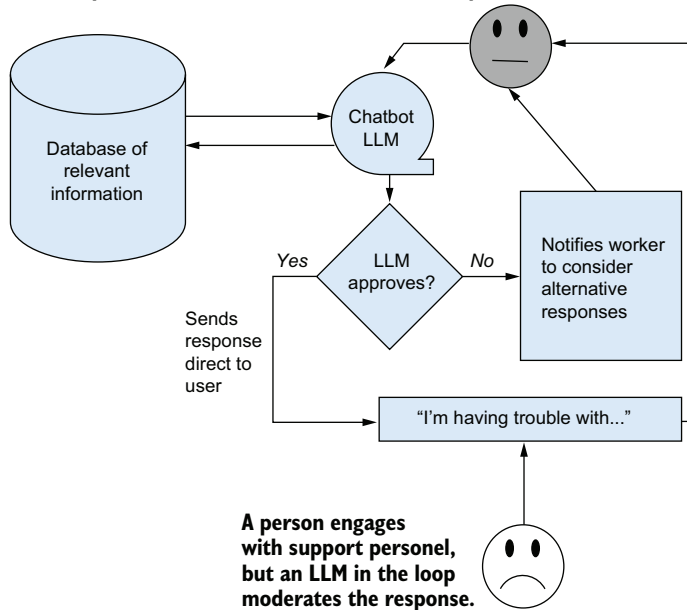 Database of
relevant
information
Chatbot
LLM
Yes
LLM
approves?
No
Notifies worker
to consider
alternative
responses
Sends
response
direct to
user
“I’m having trouble with...”
A person engages
with support personel,
but an LLM in the loop
moderates the response.